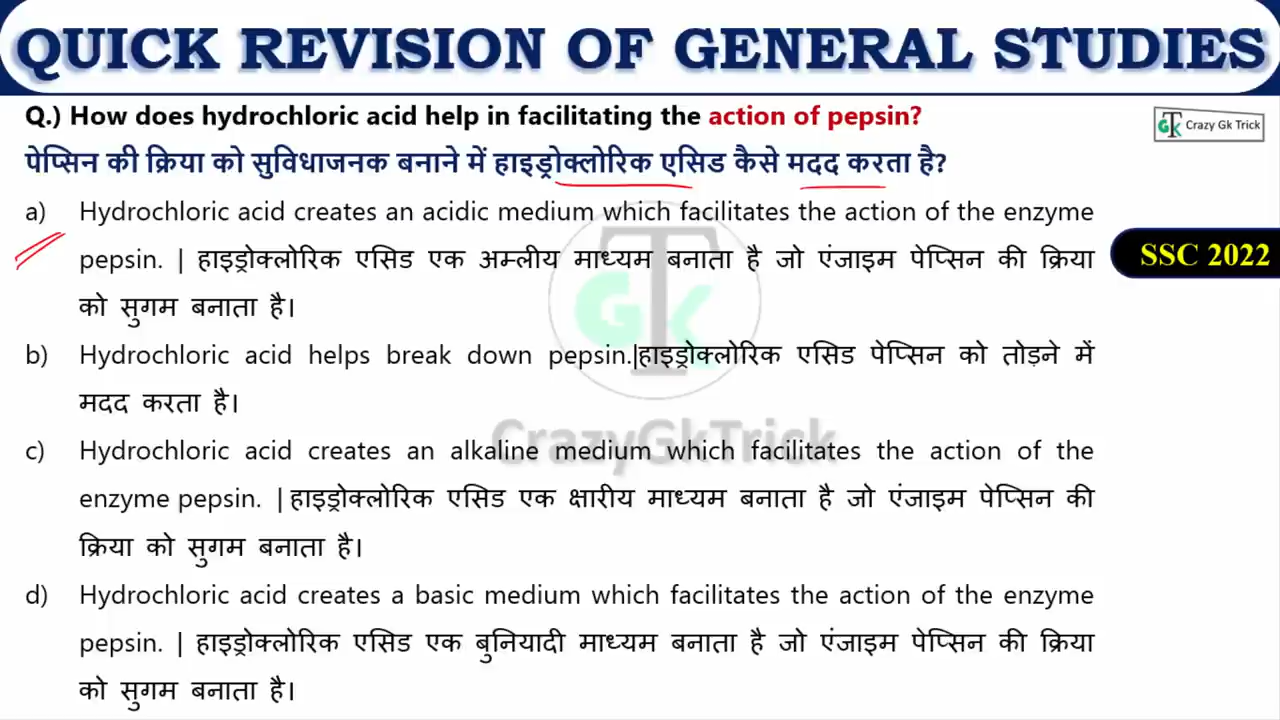 QUICK REVISION OF GENERAL STUDIES
Q.) How does hydrochloric acid help in facilitating the action of pepsin?
Crazy Gk Trick
पेप्सिन की क्रिया को सुविधाजनक बनाने में हाइड्रोक्लोरिक एसिड कैसे मदद करता है?
a) Hydrochloric acid creates an acidic medium which facilitates the action of the enzyme
pepsin. | हाइड्रोक्लोरिक एसिड एक अम्लीय माध्यम बनाता है जो एंजाइम पेप्सिन की क्रिया
SSC 2022
को सुगम बनाता है।
b) Hydrochloric acid helps break down pepsin.|हाइड्रोक्लोरिक एसिड पेप्सिन को तोड़ने में
मदद करता है।
CrazyGkTrick
c) Hydrochloric acid creates an alkaline medium which facilitates the action of the
enzyme pepsin. |हाइड्रोक्लोरिक एसिड एक क्षारीय माध्यम बनाता है जो एंजाइम पेप्सिन की
क्रिया को सुगम बनाता है।
d) Hydrochloric acid creates a basic medium which facilitates the action of the enzyme
pepsin. | हाइड्रोक्लोरिक एसिड एक बुनियादी माध्यम बनाता है जो एंजाइम पेप्सिन की क्रिया
को सुगम बनाता है।